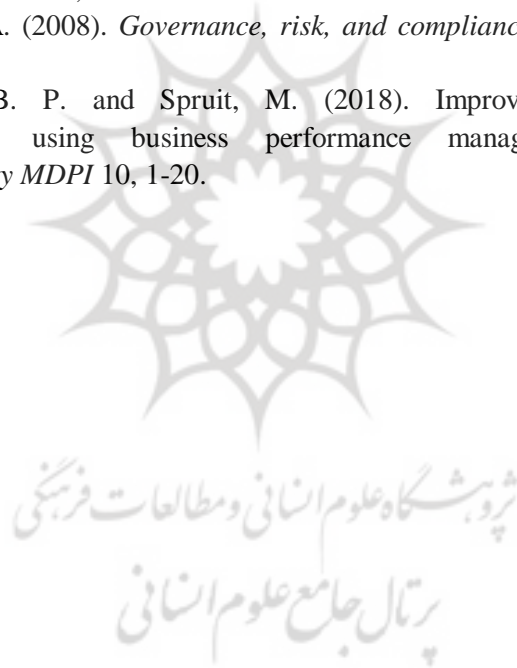 A. (2008). Governance, risk, and complianc
B. P. and Spruit, M. (2018). Improv
using business performance manag
y MDPI 10, 1-20.
پژوهشگاه علوم انسانی و مطالعات فرہنگی
پرتال جامع علوم انسانی